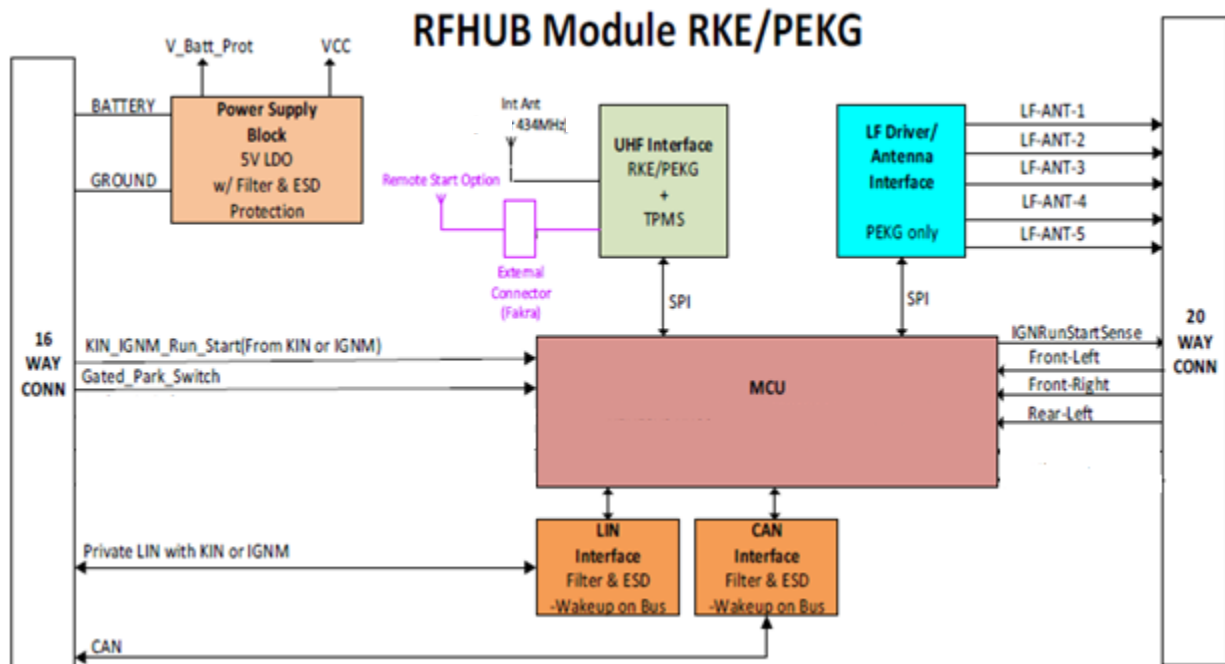 RFHUB Module RKE/PEKG
V_Batt_Prot
VCC
BATTERY
GROUND
Power Supply
Block
5V LDO
w/ Filter & ESD
Protection
Int Ant
434MHz
Remote Start Option
External
Connector
(Fakra)
UHF Interface
RKE/PEKG
+
TPMS
SPI
LF Driver/
Antenna
Interface
PEKG only
SPI
LF-ANT-1
LF-ANT-2
LF-ANT-3
LF-ANT-4
LF-ANT-5
16
WAY
CONN
KIN_IGNM_Run_Start(From KIN or IGNM)
Gated_Park_Switch
MCU
IGNRunStartSense
Front-Left
Front-Right
Rear-Left
20
WAY
CONN
LIN
Interface
Filter & ESD
-Wakeup on Bus
CAN
Interface
Filter & ESD
-Wakeup on Bus
Private LIN with KIN or IGNM
CAN